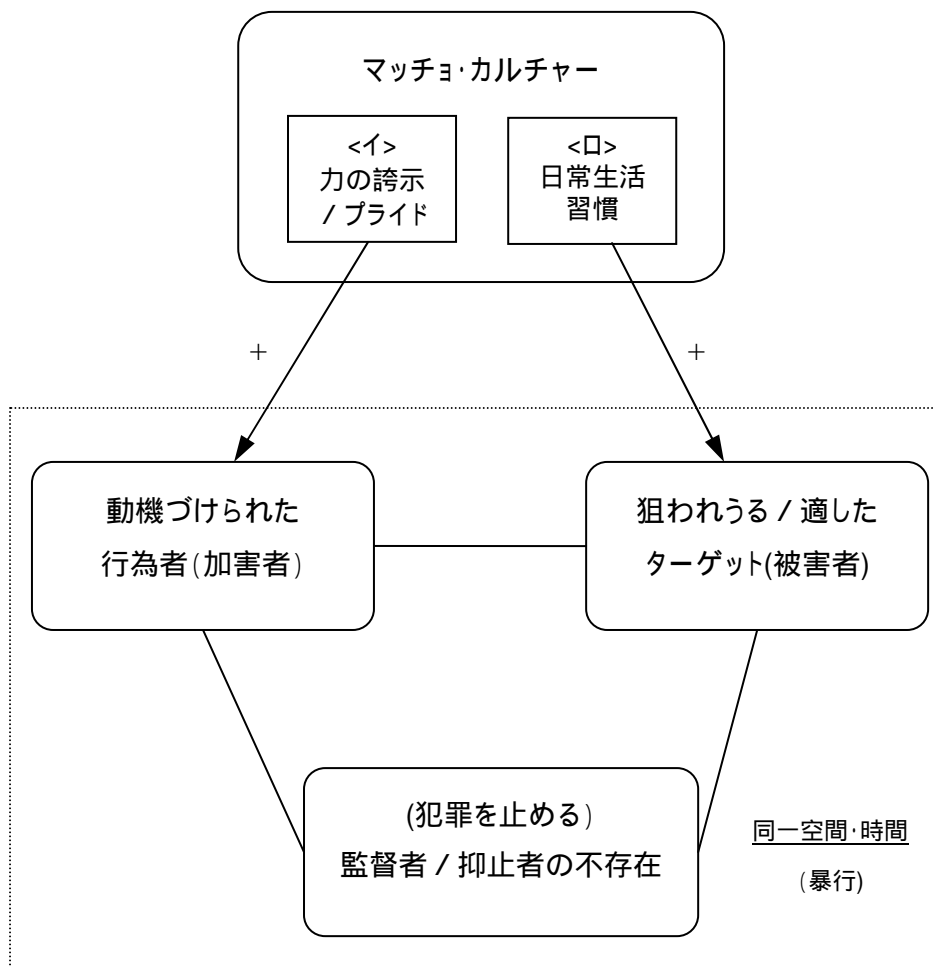 マッチョ・カルチャー
<イ>
力の誇示
/ プライド
<ロ>
日常生活
習慣
+
+
動機づけられた
行為者(加害者)
狙われうる / 適した
ターゲット(被害者)
(犯罪を止める)
監督者 / 抑止者の不存在
同一空間・時間
(暴行)